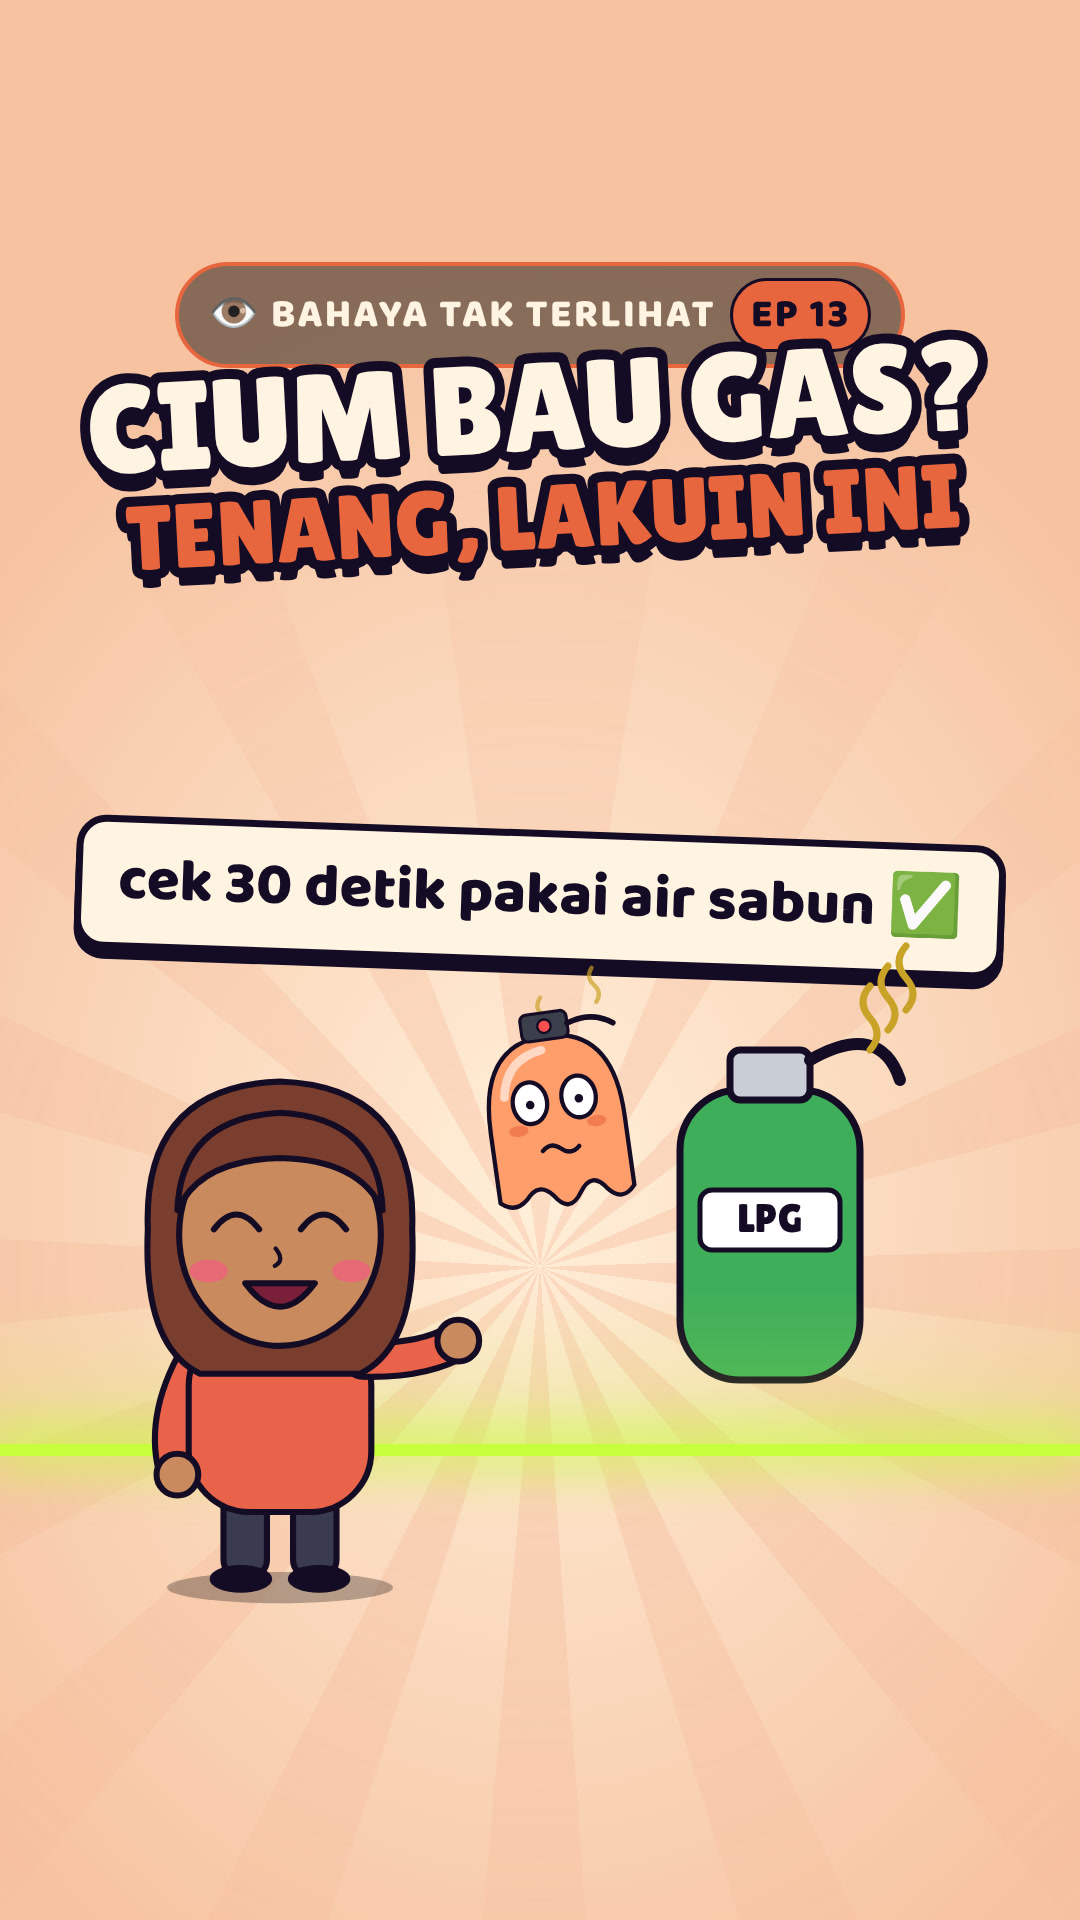 👁️ BAHAYA TAK TERLIHAT EP 13
CIUM BAU GAS?
TENANG, LAKUIN INI
cek 30 detik pakai air sabun ✅
LPG